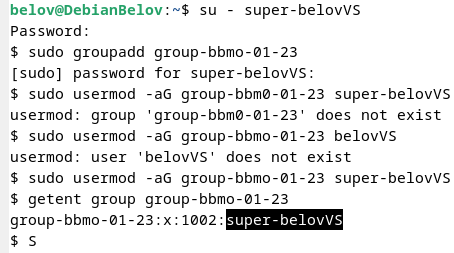 belov@DebianBelov:~$ su - super-belovVS
Password:
$ sudo groupadd group-bbmo-01-23
[sudo] password for super-belovVS:
$ sudo usermod -aG group-bbm0-01-23 super-belovVS
usermod: group 'group-bbm0-01-23' does not exist
$ sudo usermod -aG group-bbmo-01-23 belovVS
usermod: user 'belovVS' does not exist
$ sudo usermod -aG group-bbmo-01-23 super-belovVS
$ getent group group-bbmo-01-23
group-bbmo-01-23:x:1002:super-belovVS
$ S